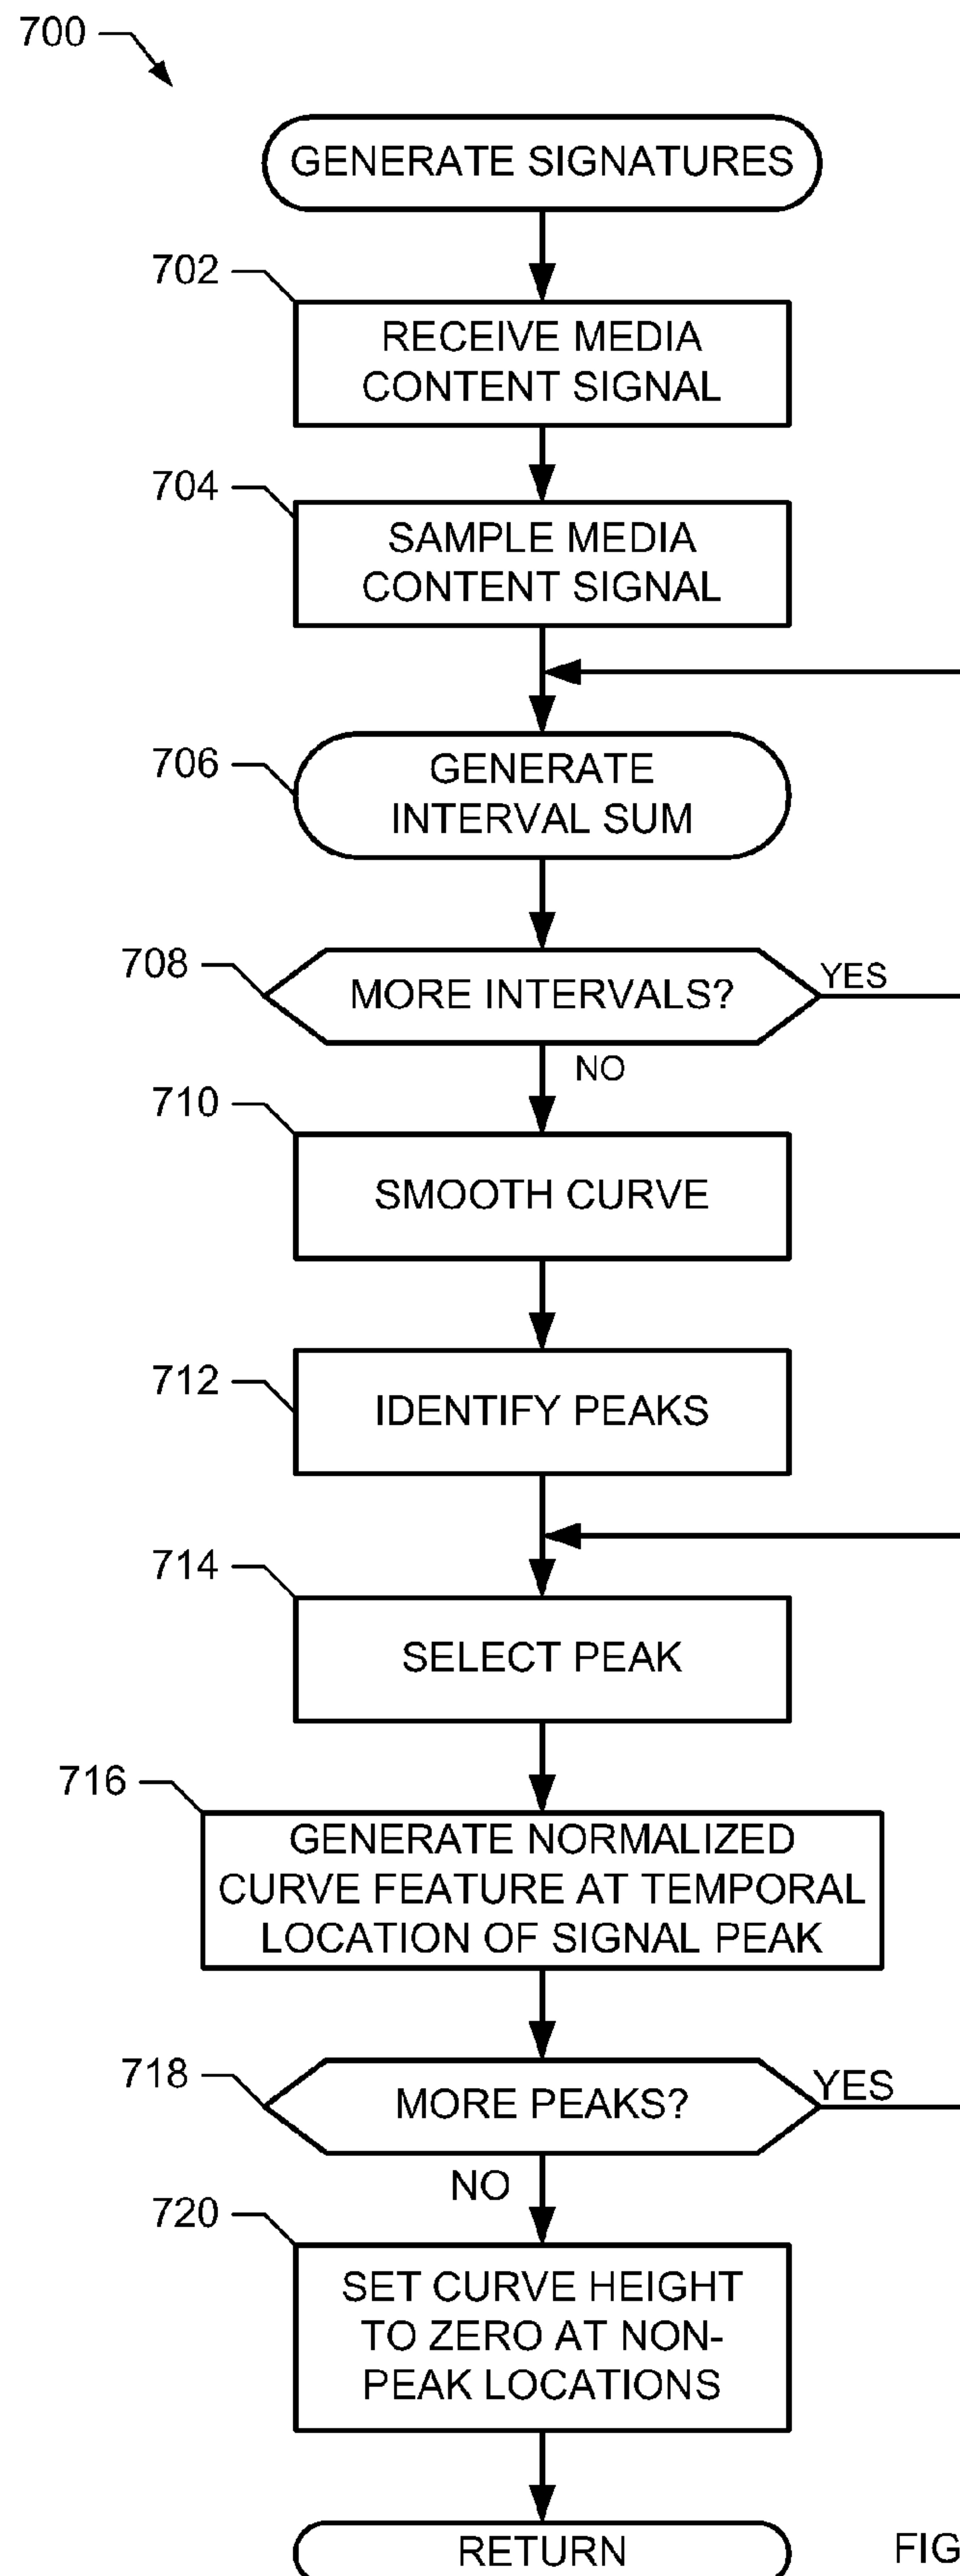 700
GENERATE SIGNATURES
702
RECEIVE MEDIA
CONTENT SIGNAL
704
SAMPLE MEDIA
CONTENT SIGNAL
706
GENERATE
INTERVAL SUM
708
MORE INTERVALS?
YES
NO
710
SMOOTH CURVE
712
IDENTIFY PEAKS
714
SELECT PEAK
716
GENERATE NORMALIZED
CURVE FEATURE AT TEMPORAL
LOCATION OF SIGNAL PEAK
718
MORE PEAKS?
YES
NO
720
SET CURVE HEIGHT
TO ZERO AT NON-
PEAK LOCATIONS
RETURN
FIG